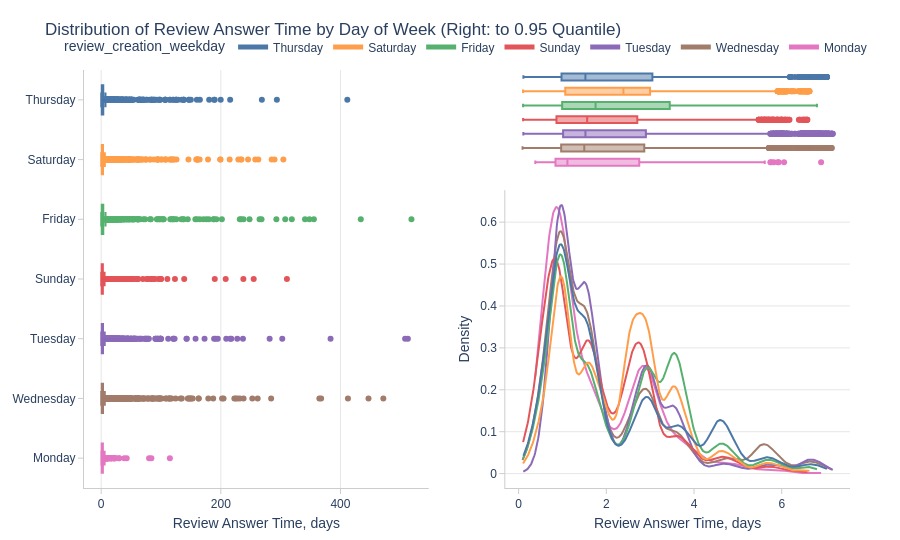 Distribution of Review Answer Time by Day of Week (Right: to 0.95 Quantile)
review_creation_weekday Thursday Saturday Friday Sunday Tuesday Wednesday Monday
Thursday
Saturday
Friday
Sunday
Tuesday
Wednesday
Monday
0 200 400
Review Answer Time, days
0.6
0.5
0.4
0.3
0.2
0.1
0
Density
0 2 4 6
Review Answer Time, days